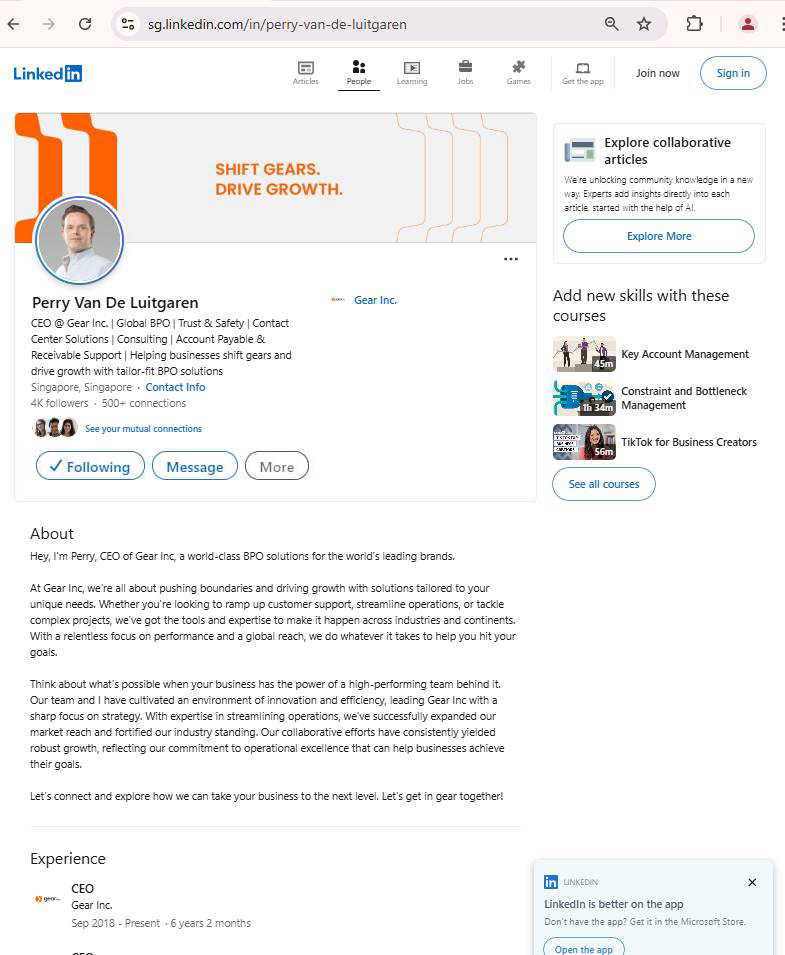 sg.linkedin.com/in/perry-van-de-luitgaren
Linked in
Articles
People
Learning
Jobs
Games
Get the app
Join now
Sign in
SHIFT GEARS.
DRIVE GROWTH.
Perry Van De Luitgaren
Gear Inc.
CEO @ Gear Inc. | Global BPO | Trust & Safety | Contact
Center Solutions | Consulting | Account Payable &
Receivable Support | Helping businesses shift gears and
drive growth with tailor-fit BPO solutions
Singapore, Singapore · Contact Info
4K followers · 500+ connections
See your mutual connections
✓ Following
Message
More
Explore collaborative
articles
We're unlocking community knowledge in a new
way. Experts add insights directly into each
article, started with the help of AI.
Explore More
Add new skills with these
courses
45m
Key Account Management
1h 34m
Constraint and Bottleneck
Management
56m
TikTok for Business Creators
See all courses
About
Hey, I'm Perry, CEO of Gear Inc, a world-class BPO solutions for the world's leading brands.
At Gear Inc, we're all about pushing boundaries and driving growth with solutions tailored to your
unique needs. Whether you're looking to ramp up customer support, streamline operations, or tackle
complex projects, we've got the tools and expertise to make it happen across industries and continents.
With a relentless focus on performance and a global reach, we do whatever it takes to help you hit your
goals.
Think about what's possible when your business has the power of a high-performing team behind it.
Our team and I have cultivated an environment of innovation and efficiency, leading Gear Inc with a
sharp focus on strategy. With expertise in streamlining operations, we've successfully expanded our
market reach and fortified our industry standing. Our collaborative efforts have consistently yielded
robust growth, reflecting our commitment to operational excellence that can help businesses achieve
their goals.
Let's connect and explore how we can take your business to the next level. Let's get in gear together!
Experience
gear
CEO
Gear Inc.
Sep 2018 - Present · 6 years 2 months
in LINKEDIN
LinkedIn is better on the app
Don't have the app? Get it in the Microsoft Store.
Open the app